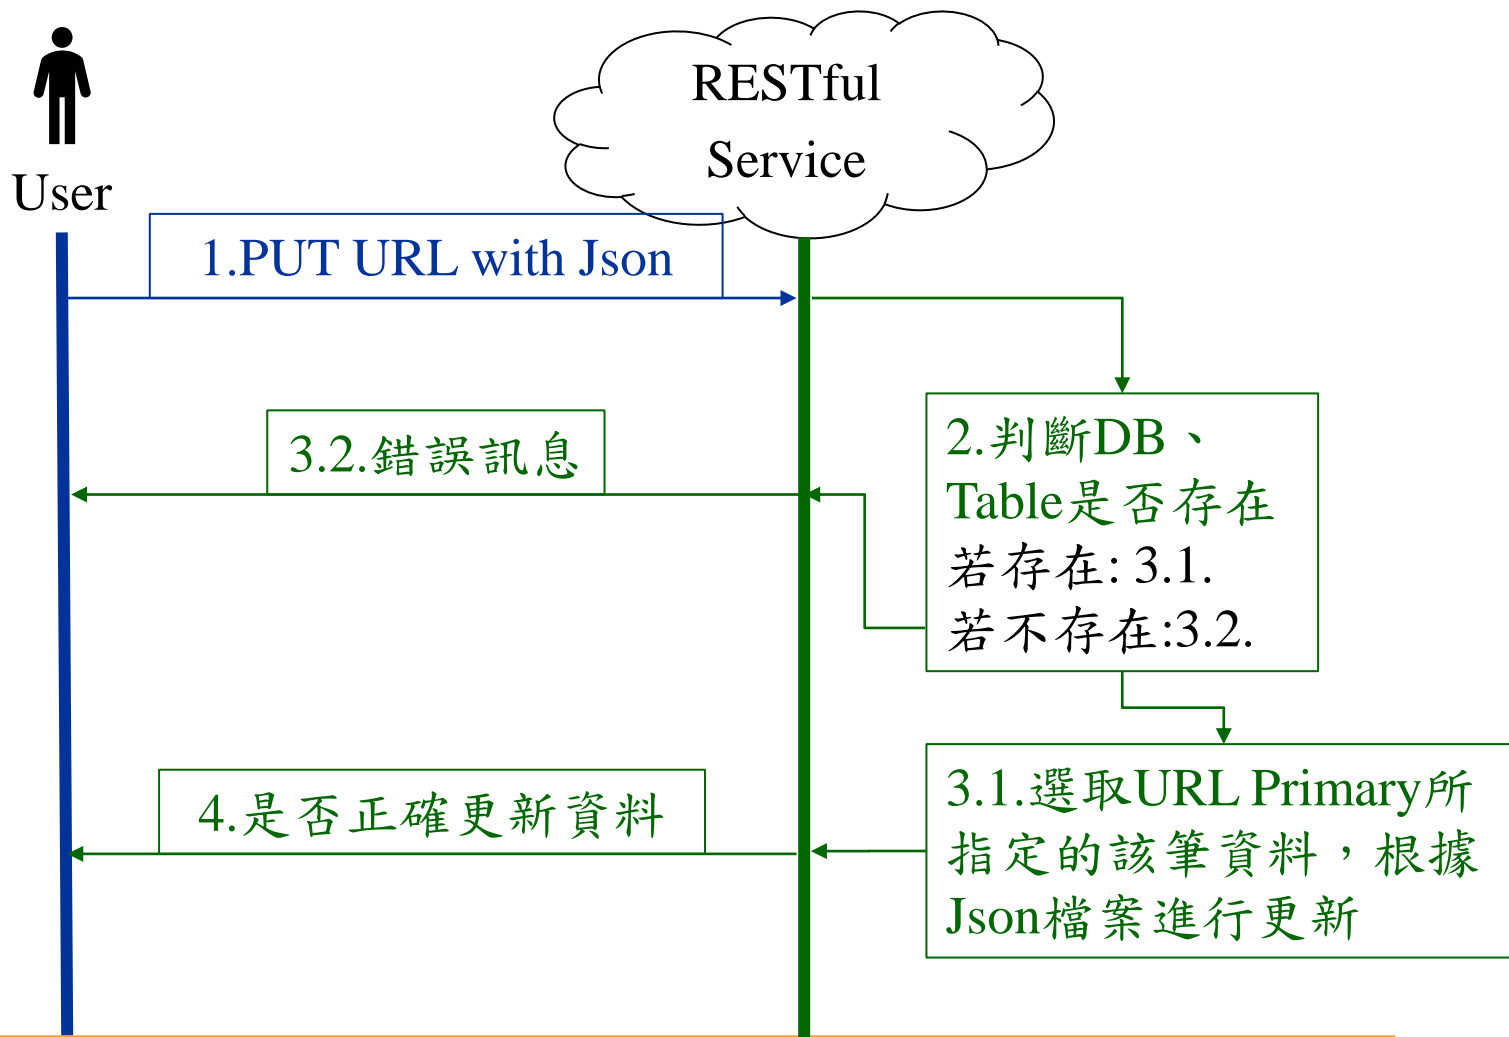 RESTful
Service
User
1.PUT URL with Json
3.2.錯誤訊息
2.判斷DB、
Table是否存在
若存在: 3.1.
若不存在:3.2.
4.是否正確更新資料
3.1.選取URL Primary所
指定的該筆資料，根據
Json檔案進行更新